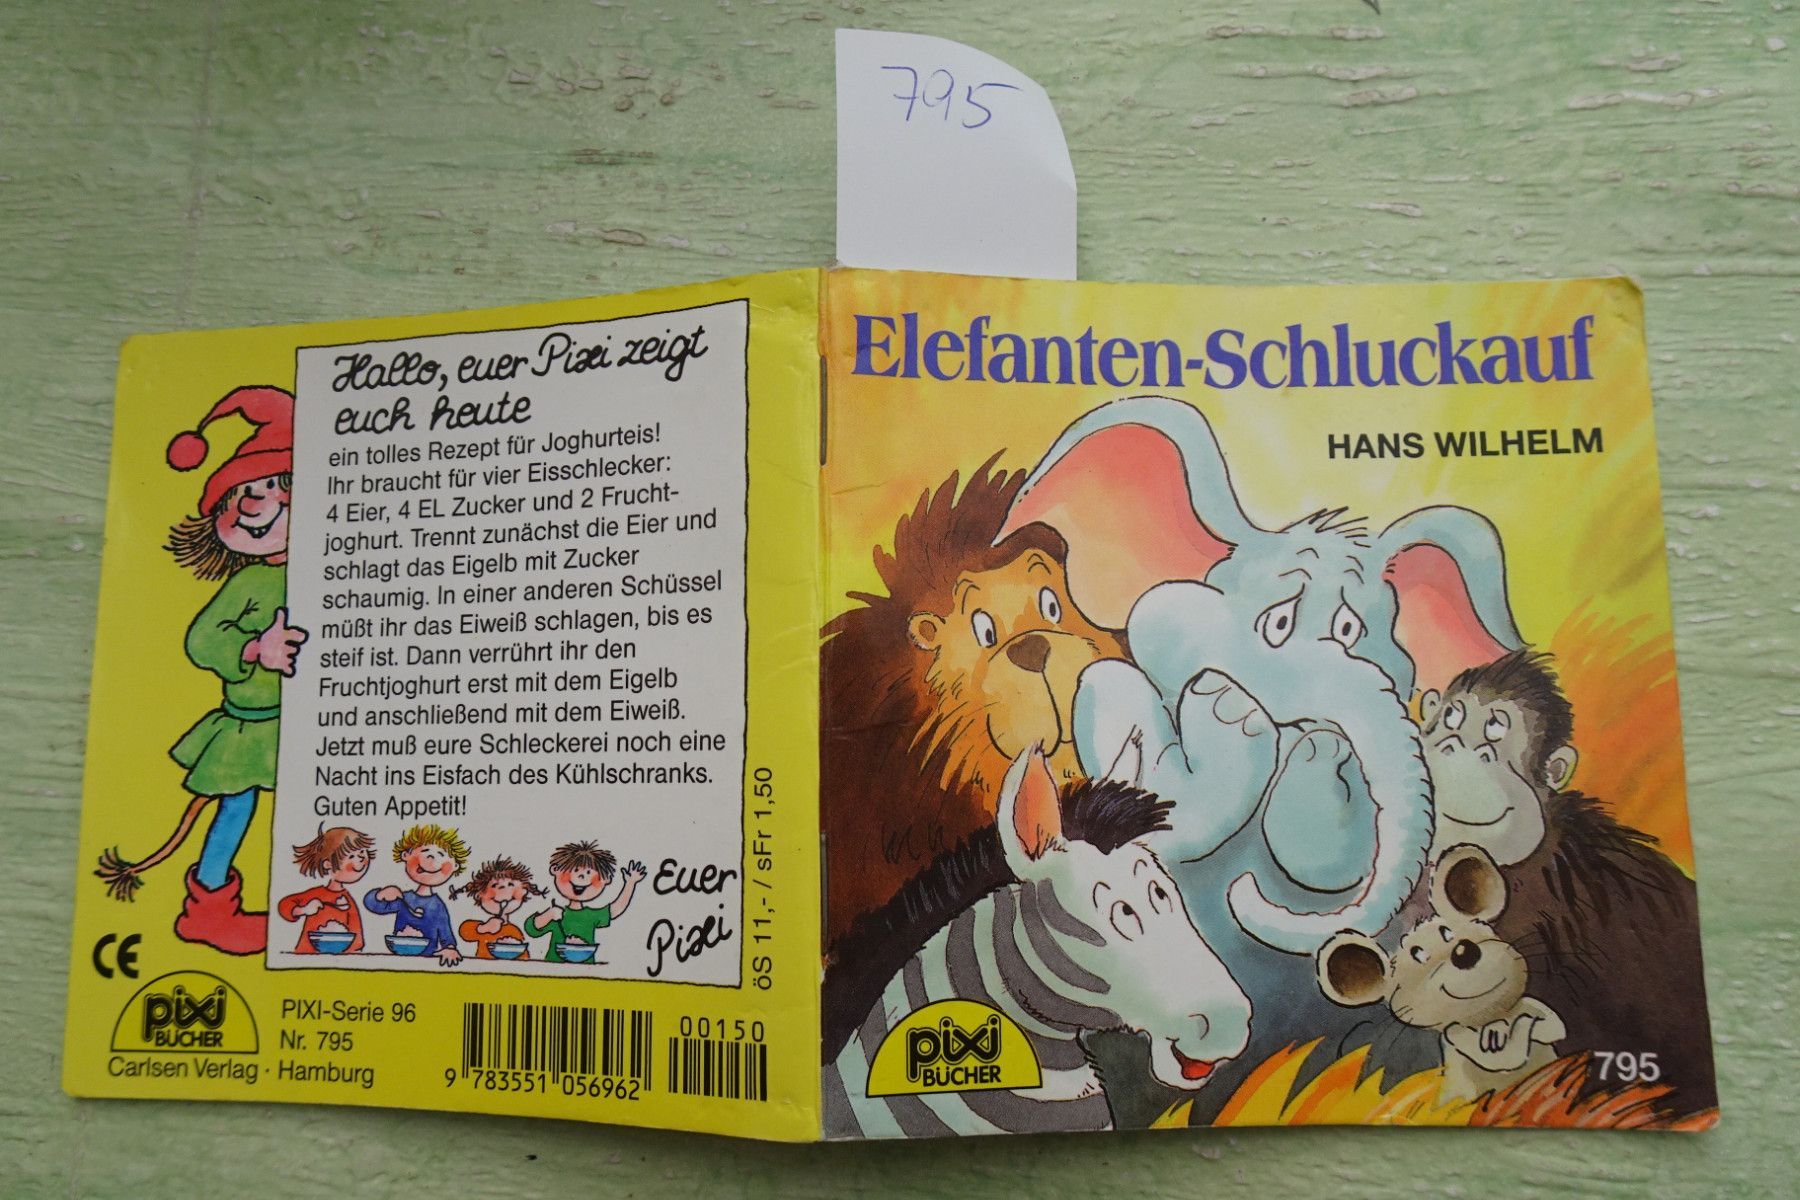 795
Hallo, euer Pixi zeigt
euch heute
ein tolles Rezept für Joghurteis!
Ihr braucht für vier Eisschlecker:
4 Eier, 4 EL Zucker und 2 Frucht-
joghurt. Trennt zunächst die Eier und
schlagt das Eigelb mit Zucker
schaumig. In einer anderen Schüssel
müßt ihr das Eiweiß schlagen, bis es
steif ist. Dann verrührt ihr den
Fruchtjoghurt erst mit dem Eigelb
und anschließend mit dem Eiweiß.
Jetzt muß eure Schleckerei noch eine
Nacht ins Eisfach des Kühlschranks.
Guten Appetit!
Euer
Pixi
öS 11,- / sFr 1,50
CE
pixi
BÜCHER
Carlsen Verlag · Hamburg
PIXI-Serie 96
Nr. 795
9 783551 056962
00150
Elefanten-Schluckauf
HANS WILHELM
pixi
BÜCHER
795